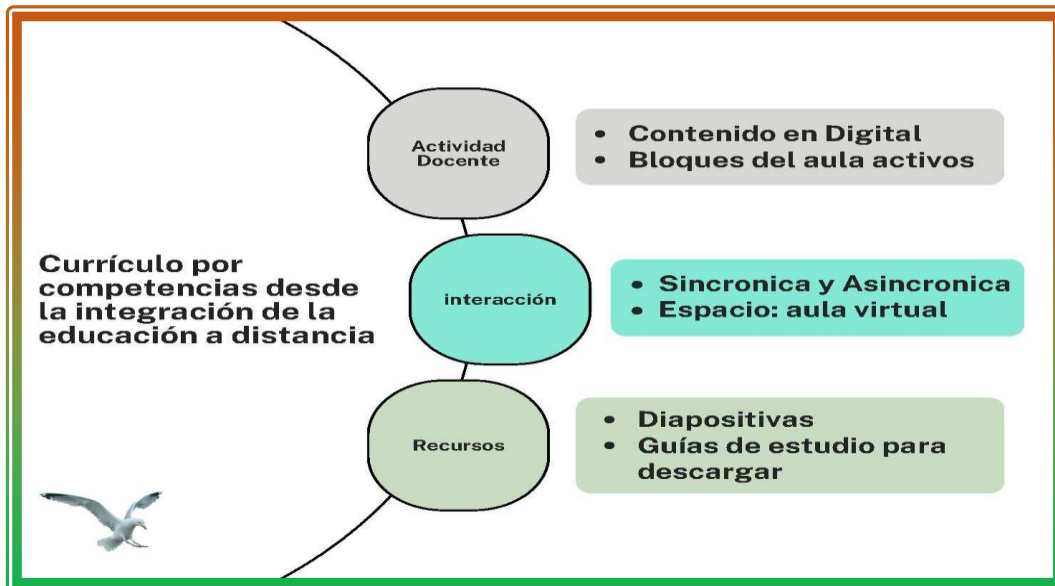 Currículo por
competencias desde
la integración de la
educación a distancia
Actividad
Docente
• Contenido en Digital
• Bloques del aula activos
interacción
• Sincronica y Asincronica
• Espacio: aula virtual
Recursos
• Diapositivas
• Guías de estudio para
descargar